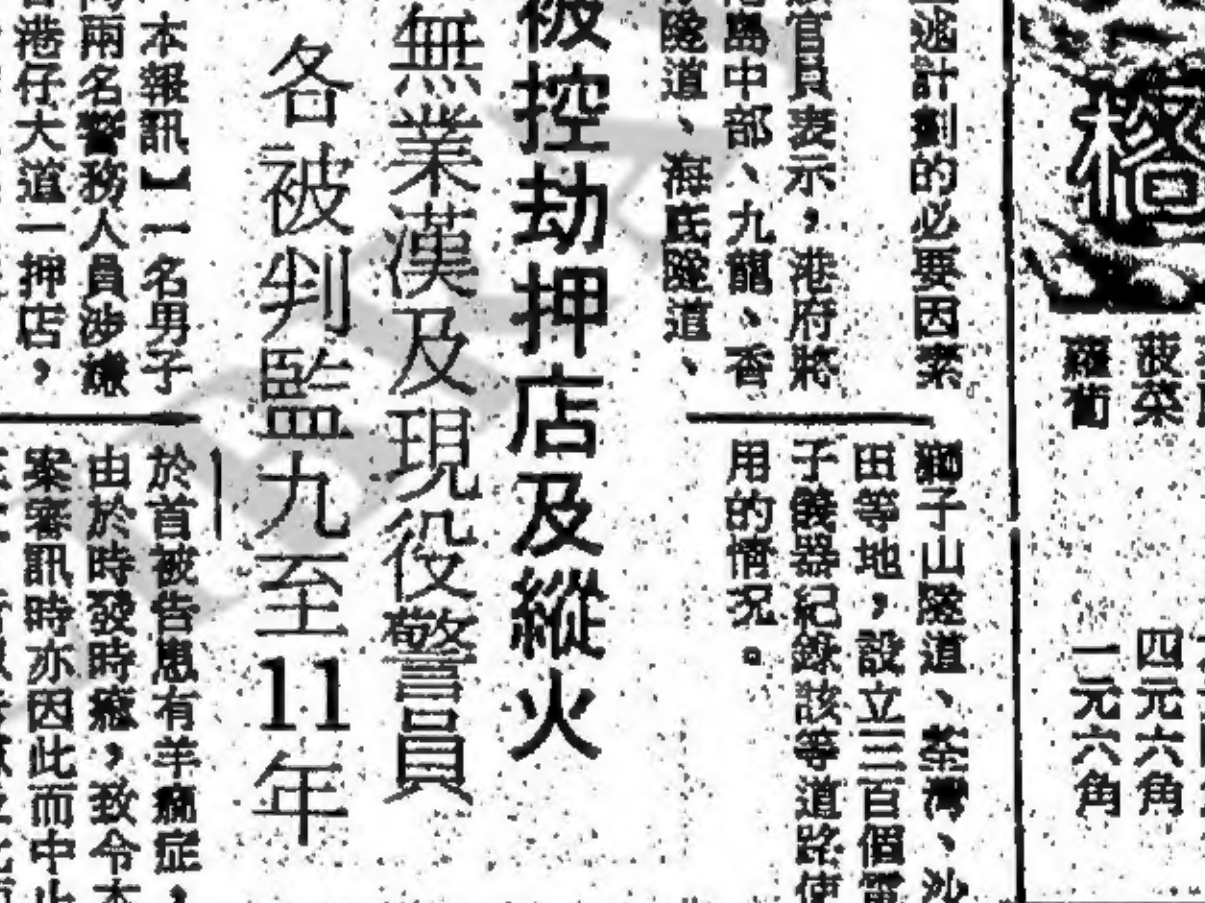 格
菠菜
蘿蔔
四元六角
一元六角
述計劃的必要因素
官員表示，港府將
島中部、九龍、香
隧道、海底隧道、
獅子山隧道、荃灣、沙
田等地，設立三百個電
子儀器紀錄該等道路使
用的情況。
被控劫押店及縱火
無業漢及現役警員
各被判監九至11年
本報訊】一名男子
兩名警務人員涉嫌
港仔大道一押店，
於首被告患有羊癇症，
由於時發時癒，致令本
案審訊時亦因此而中止